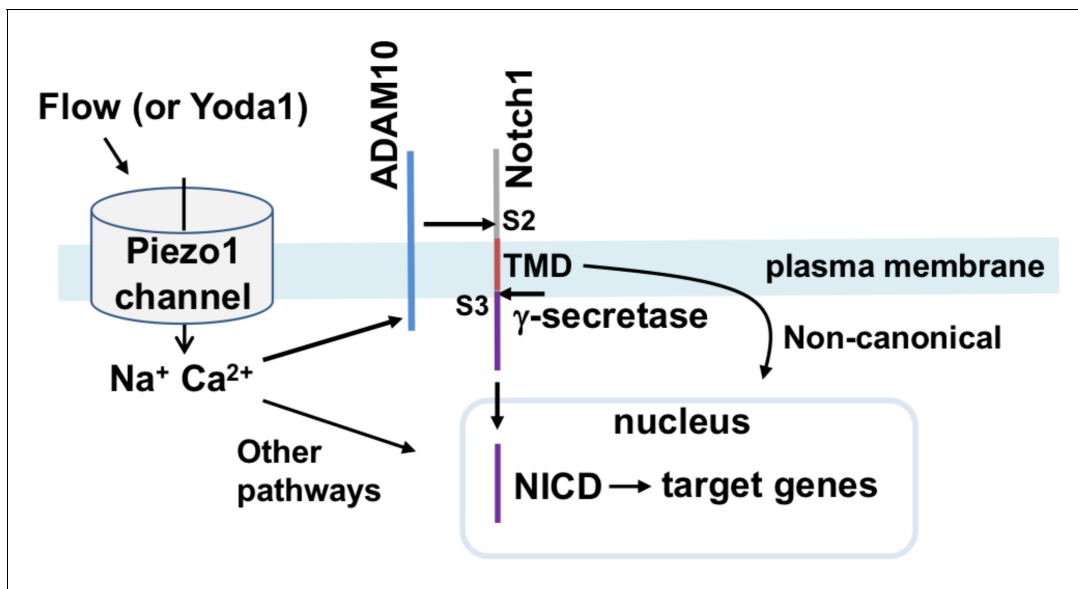 Flow (or Yoda1)
ADAM10
Notch1
S2
Piezo1
channel
TMD
plasma membrane
S3
γ-secretase
Non-canonical
Na⁺ Ca²⁺
Other
pathways
nucleus
NICD
target genes